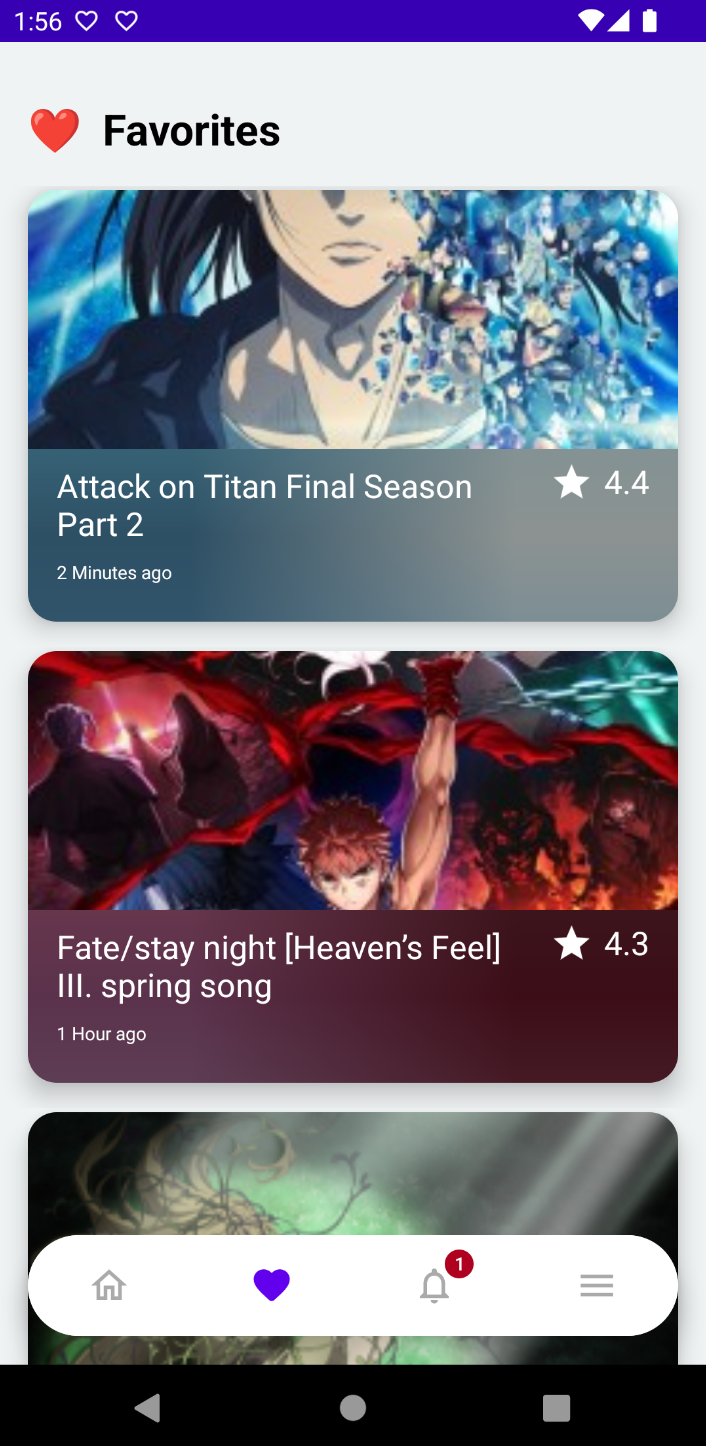 1:56
Favorites
Attack on Titan Final Season
Part 2
4.4
2 Minutes ago
Fate/stay night [Heaven’s Feel]
III. spring song
4.3
1 Hour ago
1